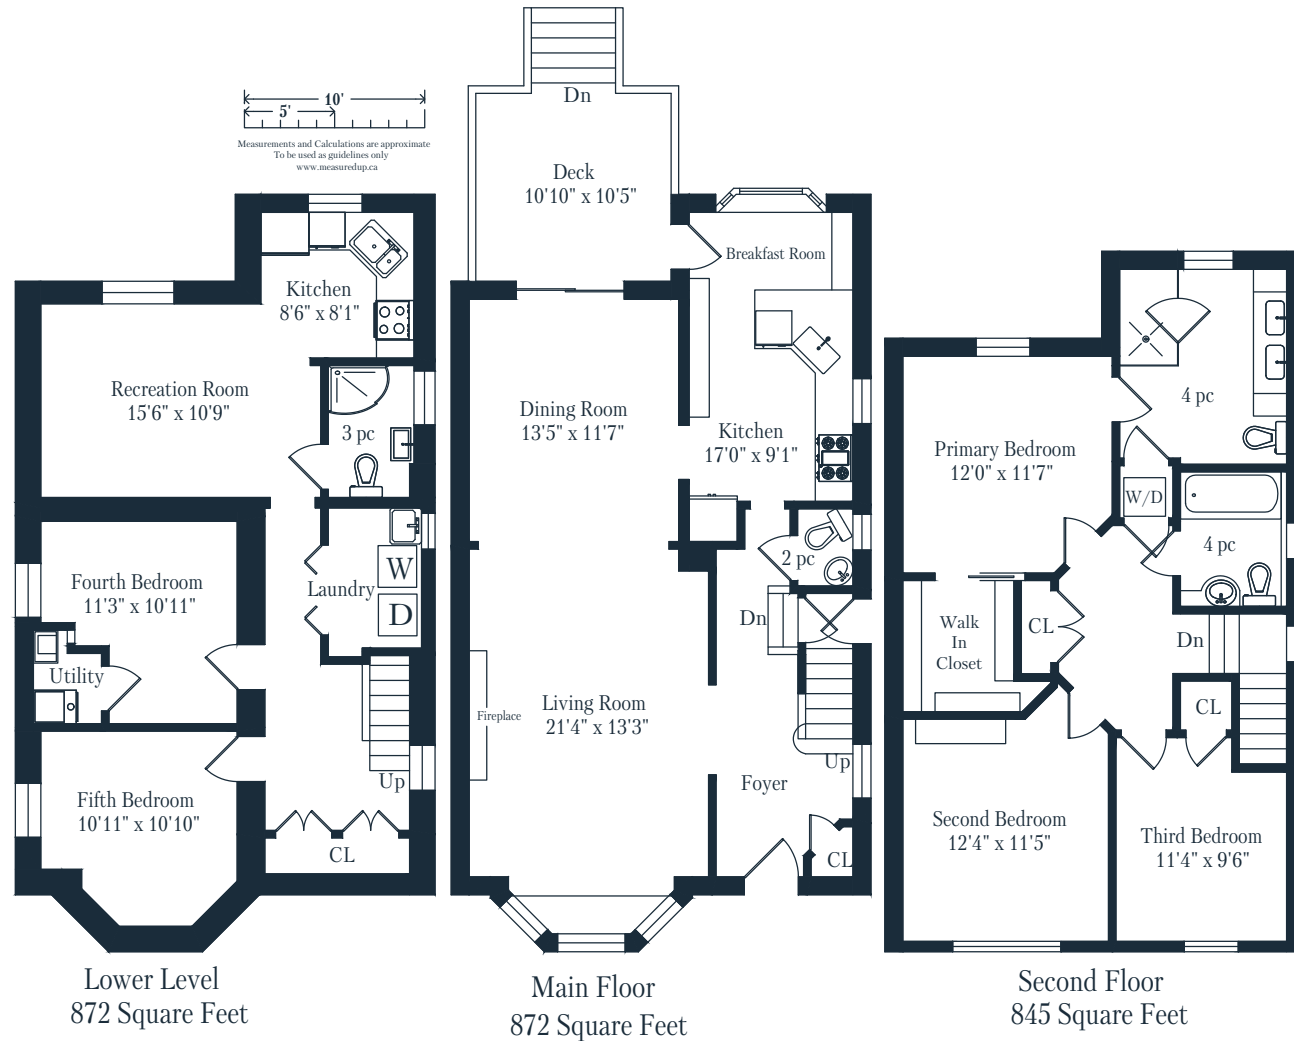 10'
5'
Measurements and Calculations are approximate
To be used as guidelines only
www.measuredup.ca
Kitchen
8'6" x 8'1"
Recreation Room
15'6" x 10'9"
3 pc
Fourth Bedroom
11'3" x 10'11"
Laundry
W
D
Utility
Fifth Bedroom
10'11" x 10'10"
Up
CL
Lower Level
872 Square Feet
Dn
Deck
10'10" x 10'5"
Breakfast Room
Dining Room
13'5" x 11'7"
Kitchen
17'0" x 9'1"
2 pc
Dn
Living Room
21'4" x 13'3"
Fireplace
Foyer
Up
CL
Main Floor
872 Square Feet
4 pc
Primary Bedroom
12'0" x 11'7"
W/D
4 pc
Walk
In
Closet
CL
Dn
CL
Second Bedroom
12'4" x 11'5"
Third Bedroom
11'4" x 9'6"
Second Floor
845 Square Feet